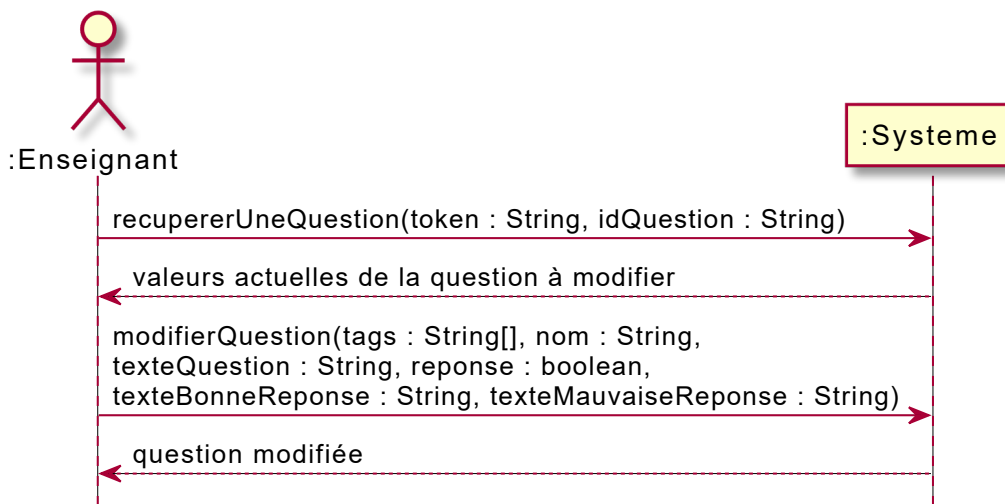 :Enseignant
:Systeme
recupererUneQuestion(token : String, idQuestion : String)
valeurs actuelles de la question à modifier
modifierQuestion(tags : String[], nom : String,
texteQuestion : String, reponse : boolean,
texteBonneReponse : String, texteMauvaiseReponse : String)
question modifiée